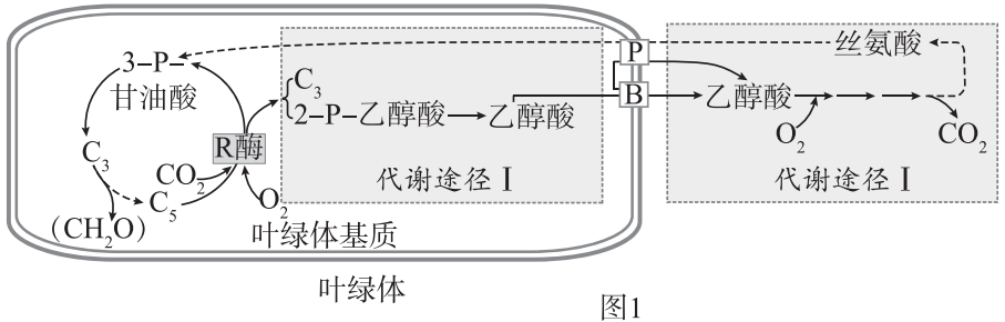 3-P-
甘油酸
C₃
CO₂
C₅
(CH₂O)
R酶
O₂
叶绿体基质
C₃
2-P-乙醇酸
乙醇酸
代谢途径 I
P
B
丝氨酸
乙醇酸
O₂
CO₂
代谢途径 I
叶绿体
图1